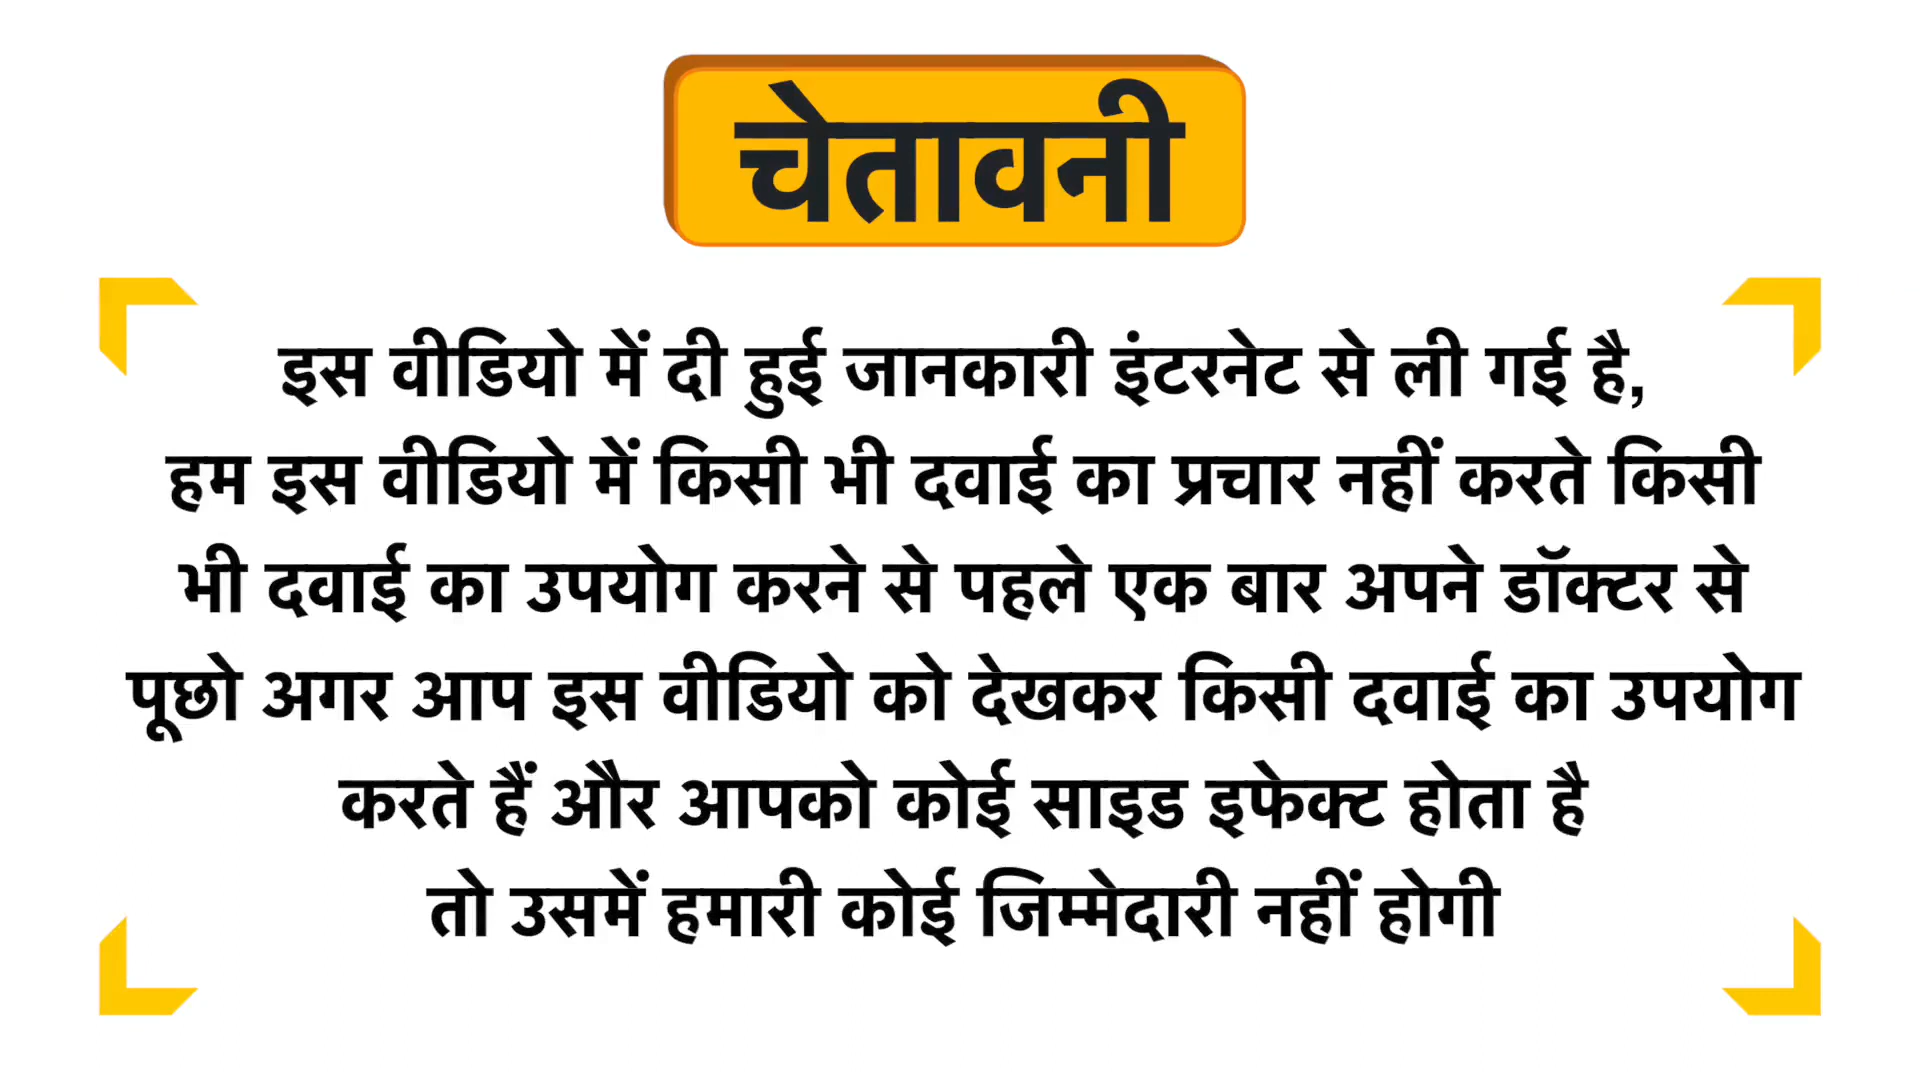 चेतावनी
इस वीडियो में दी हुई जानकारी इंटरनेट से ली गई है,
हम इस वीडियो में किसी भी दवाई का प्रचार नहीं करते किसी
भी दवाई का उपयोग करने से पहले एक बार अपने डॉक्टर से
पूछो अगर आप इस वीडियो को देखकर किसी दवाई का उपयोग
करते हैं और आपको कोई साइड इफेक्ट होता है
तो उसमें हमारी कोई जिम्मेदारी नहीं होगी